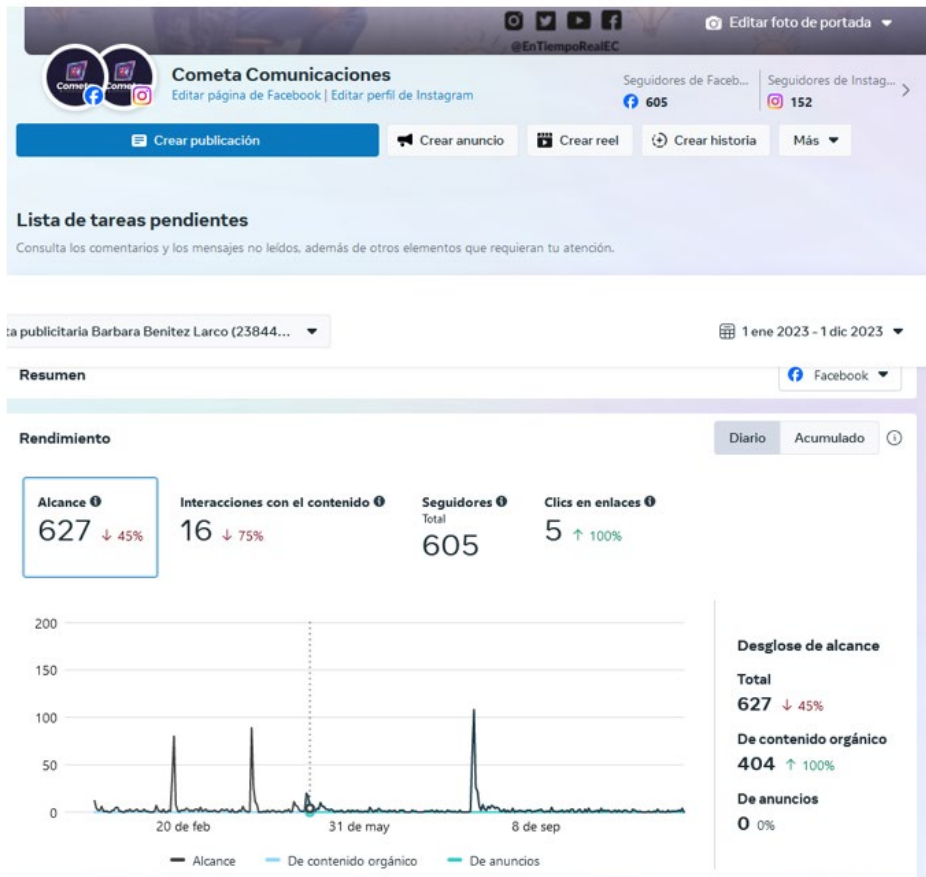 @EnTiempoRealEC
Editar foto de portada
Cometa Comunicaciones
Editar página de Facebook | Editar perfil de Instagram
Seguidores de Faceb...
605
Seguidores de Instag...
152
Cometa
Cometa
Crear publicación
Crear anuncio
Crear reel
Crear historia
Más
Lista de tareas pendientes
Consulta los comentarios y los mensajes no leídos, además de otros elementos que requieran tu atención.
ta publicitaria Barbara Benitez Larco (23844...
1 ene 2023 - 1 dic 2023
Resumen
Facebook
Rendimiento
Diario
Acumulado
Alcance
627 ↓ 45%
Interacciones con el contenido
16 ↓ 75%
Seguidores
Total
605
Clics en enlaces
5 ↑ 100%
200
150
100
50
0
20 de feb
31 de may
8 de sep
Alcance
De contenido orgánico
De anuncios
Desglose de alcance
Total
627 ↓ 45%
De contenido orgánico
404 ↑ 100%
De anuncios
0 0%